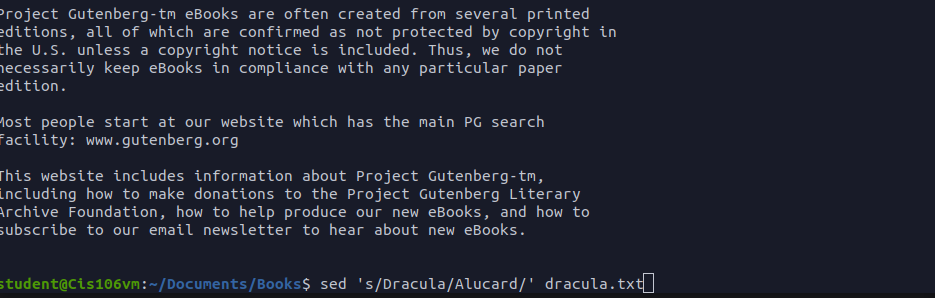 Project Gutenberg-tm eBooks are often created from several printed
editions, all of which are confirmed as not protected by copyright in
the U.S. unless a copyright notice is included. Thus, we do not
necessarily keep eBooks in compliance with any particular paper
edition.
Most people start at our website which has the main PG search
facility: www.gutenberg.org
This website includes information about Project Gutenberg-tm,
including how to make donations to the Project Gutenberg Literary
Archive Foundation, how to help produce our new eBooks, and how to
subscribe to our email newsletter to hear about new eBooks.
student@Cis106vm:~/Documents/Books$ sed 's/Dracula/Alucard/' dracula.txt